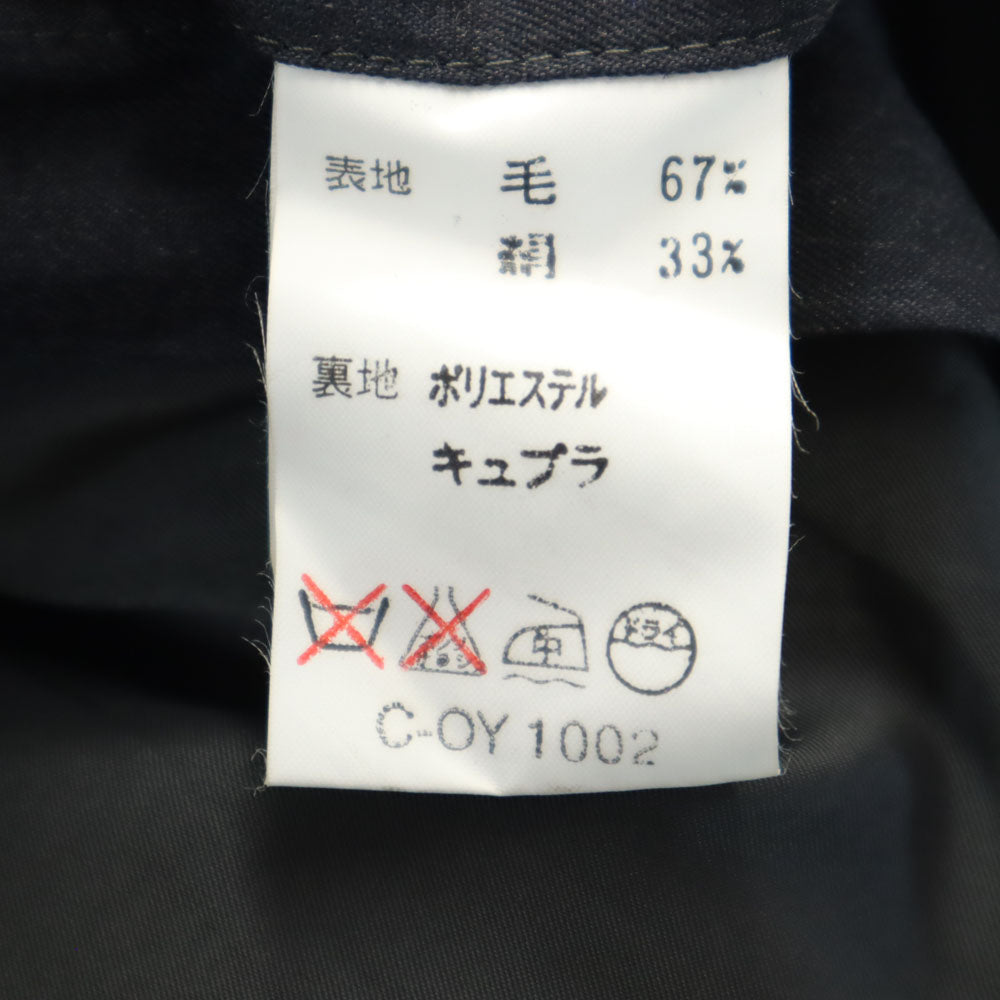 表地 毛 67%
絹 33%
裏地 ポリエステル
キュプラ
中 ドライ
C-OY 1002